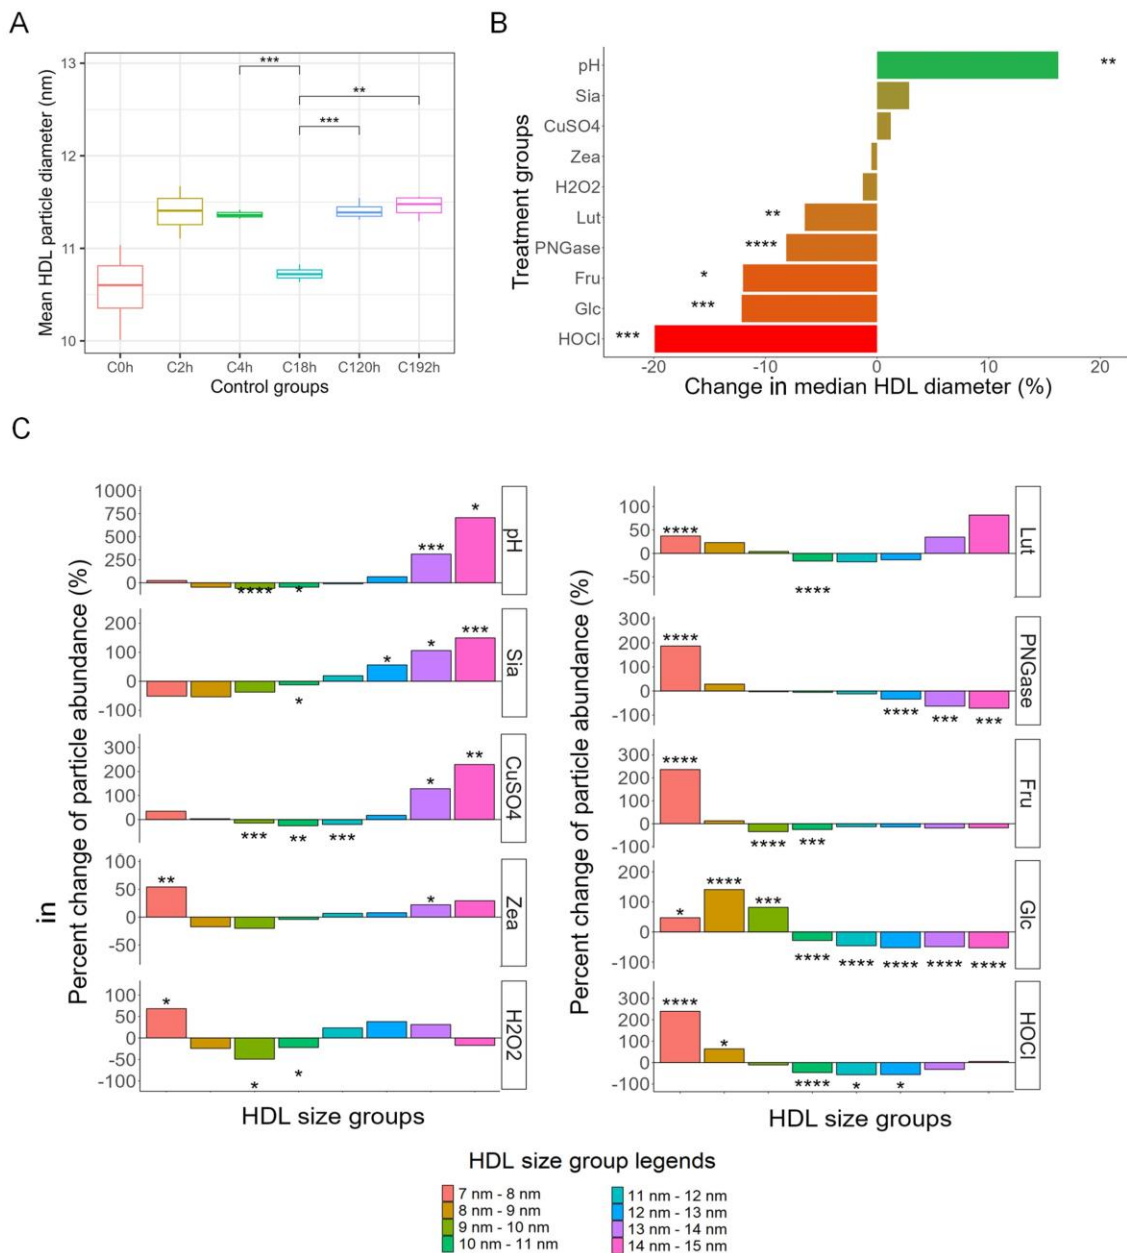 A
Mean HDL particle diameter (nm)
13
12
11
10
***
**
***
C0h C2h C4h C18h C120h C192h
Control groups
B
Treatment groups
pH **
Sia
CuSO4
Zea
H2O2
Lut **
PNGase ****
Fru *
Glc ***
HOCl ***
-20 -10 0 10 20
Change in median HDL diameter (%)
C
in
Percent change of particle abundance (%)
1000
750
500
250
0
**** * *** *
pH
200
100
0
-100
* * * ***
Sia
300
200
100
0
-100
*** ** *** * **
CuSO4
100
50
0
-50
** *
Zea
100
50
0
-50
-100
* * *
H2O2
HDL size groups
Percent change of particle abundance (%)
100
50
0
-50
**** ****
Lut
300
200
100
0
-100
**** **** *** ***
PNGase
300
200
100
0
-100
**** **** ***
Fru
200
100
0
-100
* **** *** **** **** **** **** ****
Glc
300
200
100
0
-100
**** * **** * *
HOCl
HDL size groups
HDL size group legends
7 nm - 8 nm
8 nm - 9 nm
9 nm - 10 nm
10 nm - 11 nm
11 nm - 12 nm
12 nm - 13 nm
13 nm - 14 nm
14 nm - 15 nm